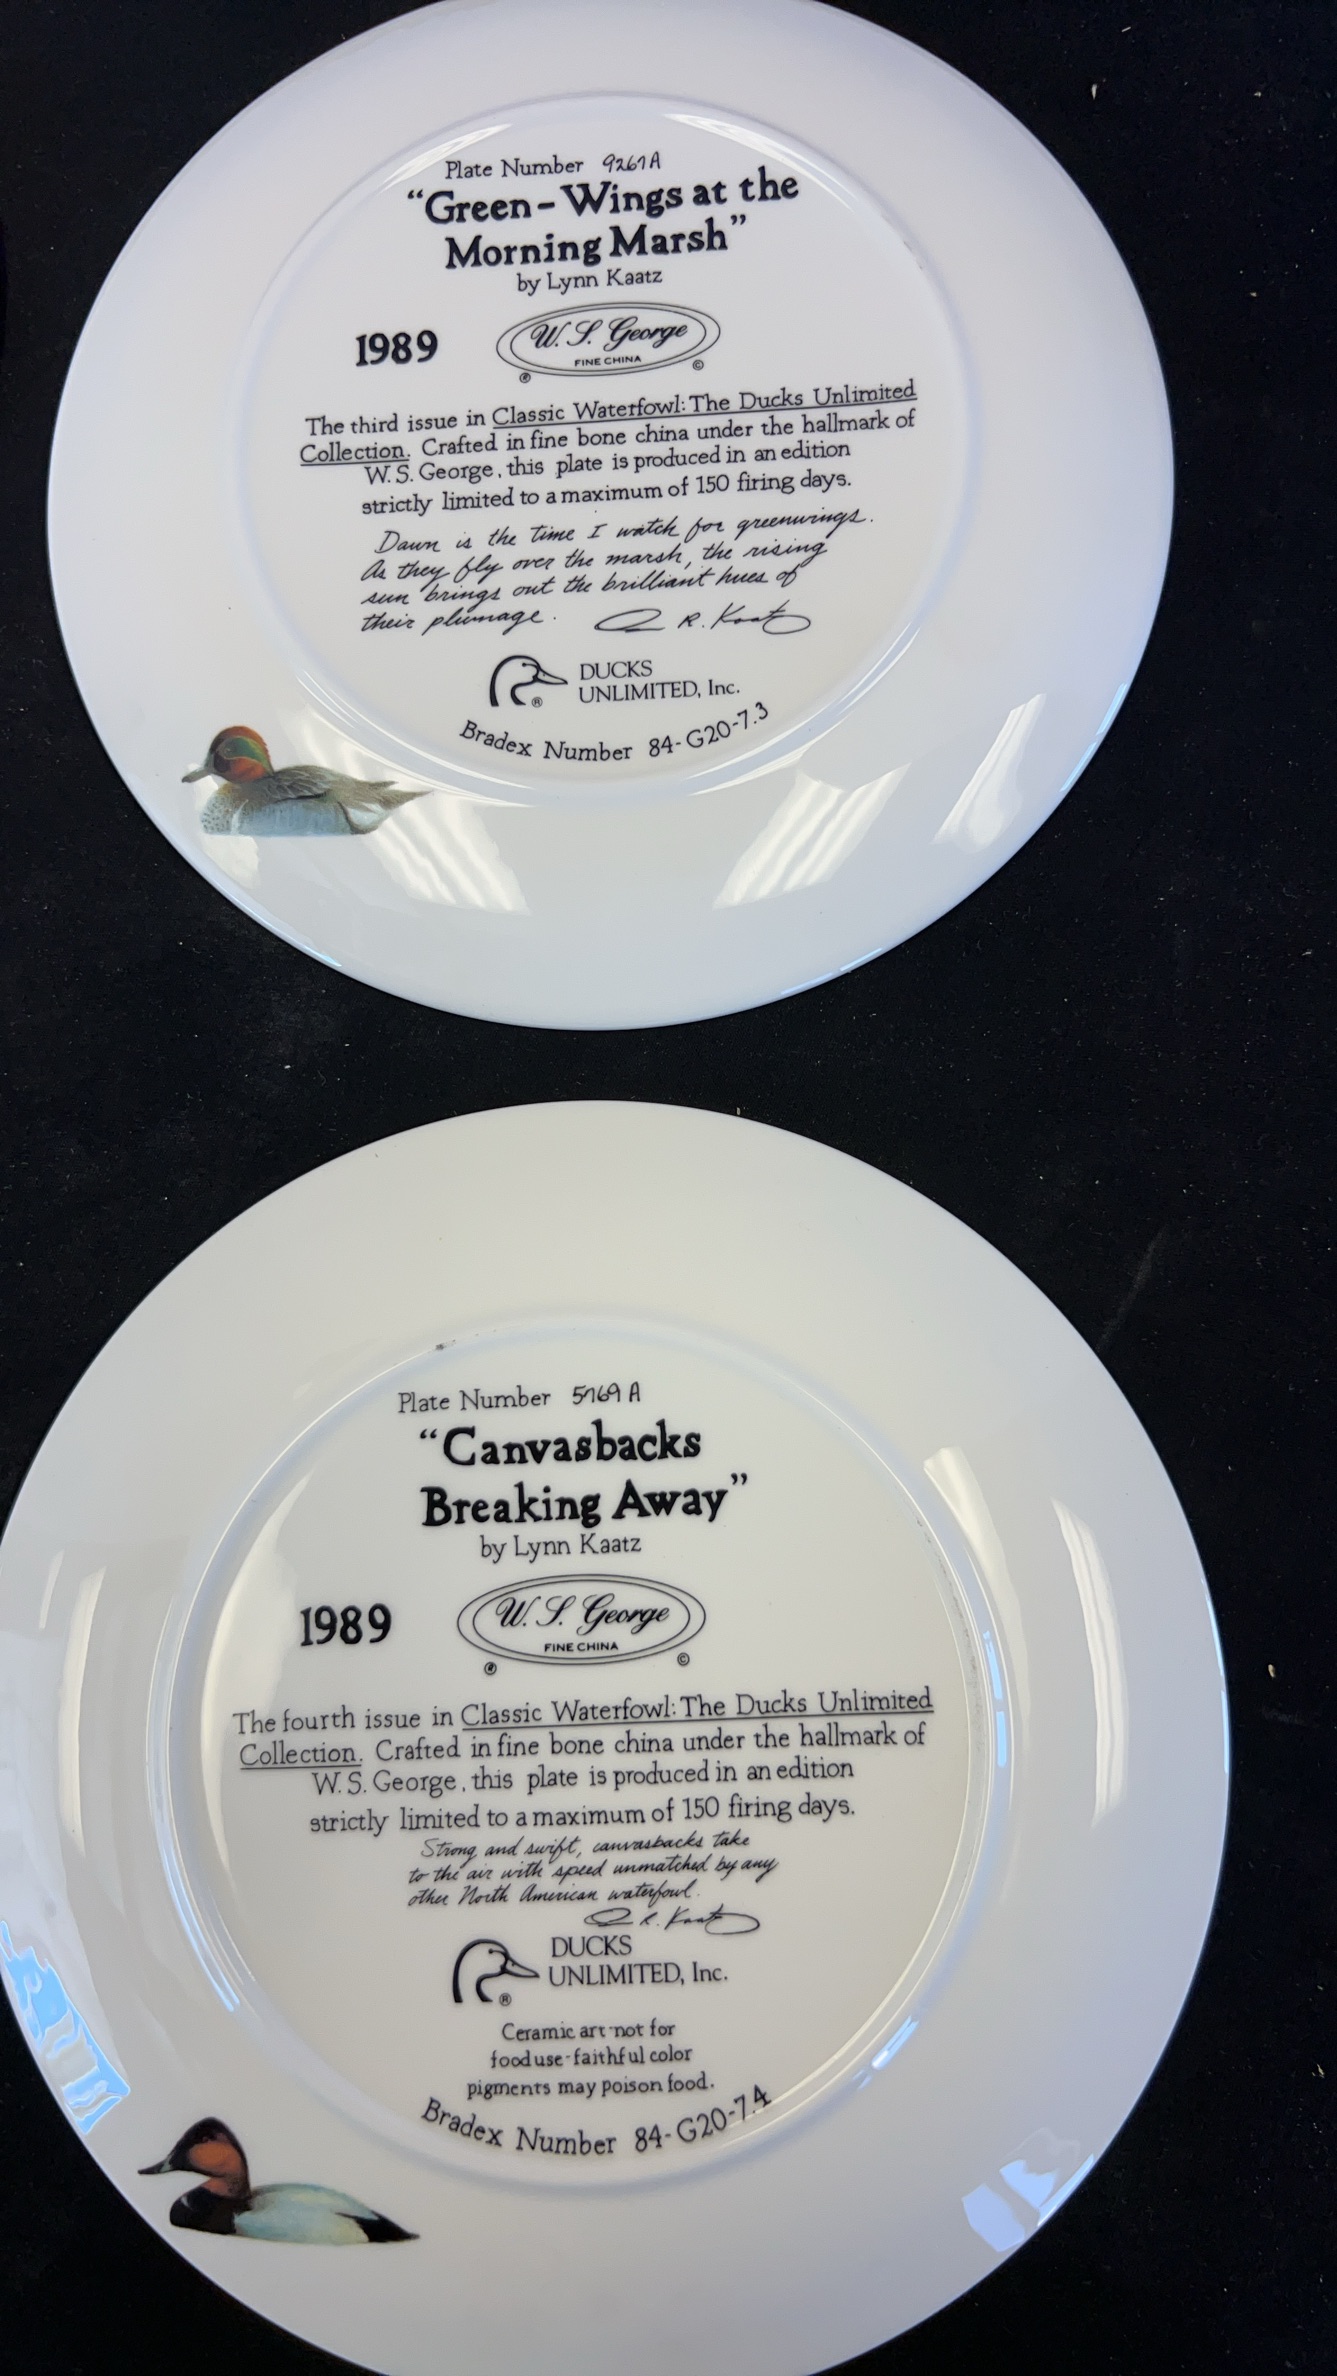 Plate Number 9267A
“Green-Wings at the
Morning Marsh”
by Lynn Kaatz
1989
W. S. George
FINE CHINA
® ©
The third issue in Classic Waterfowl: The Ducks Unlimited
Collection. Crafted in fine bone china under the hallmark of
W. S. George, this plate is produced in an edition
strictly limited to a maximum of 150 firing days.
Dawn is the time I watch for greenwings.
As they fly over the marsh, the rising
sun brings out the brilliant hues of
their plumage. R. Kaatz
DUCKS
UNLIMITED, Inc.
®
Bradex Number 84-G20-7.3
Plate Number 5769A
“Canvasbacks
Breaking Away”
by Lynn Kaatz
1989
W. S. George
FINE CHINA
® ©
The fourth issue in Classic Waterfowl: The Ducks Unlimited
Collection. Crafted in fine bone china under the hallmark of
W. S. George, this plate is produced in an edition
strictly limited to a maximum of 150 firing days.
Strong and swift, canvasbacks take
to the air with speed unmatched by any
other North American waterfowl.
R. Kaatz
DUCKS
UNLIMITED, Inc.
®
Ceramic art-not for
food use-faithful color
pigments may poison food.
Bradex Number 84-G20-7.4